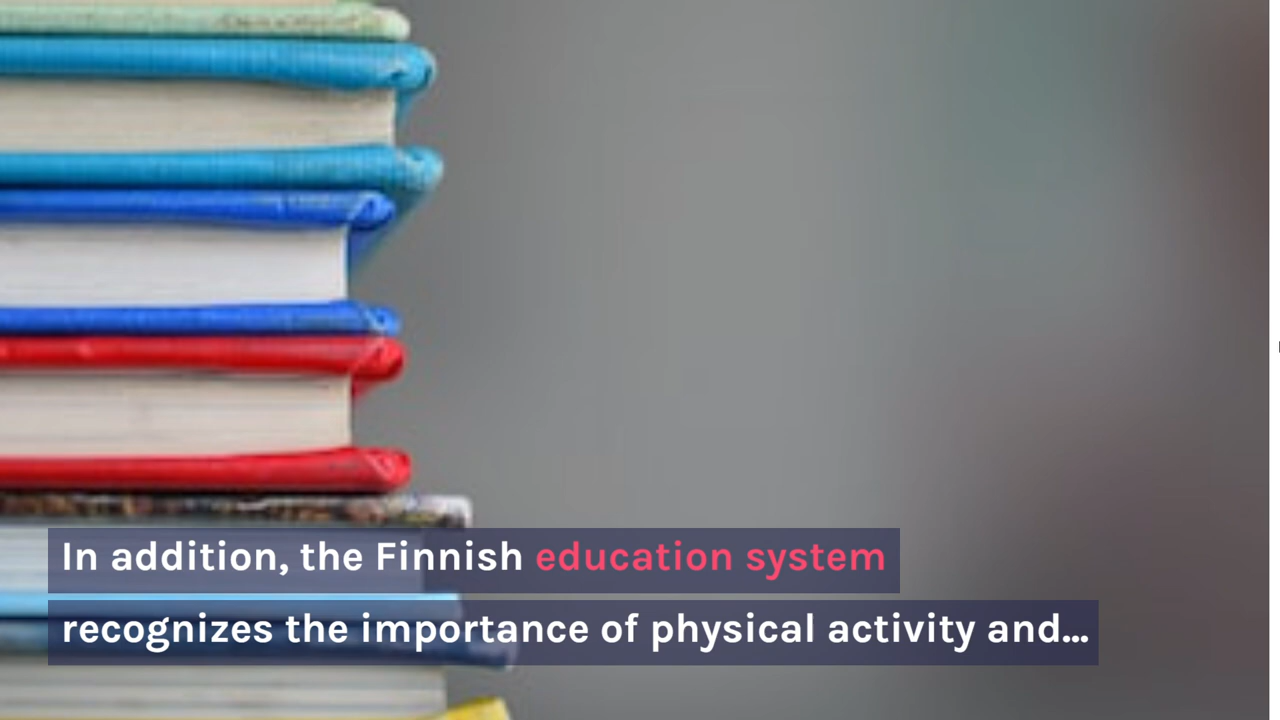 In addition, the Finnish education system
recognizes the importance of physical activity and...